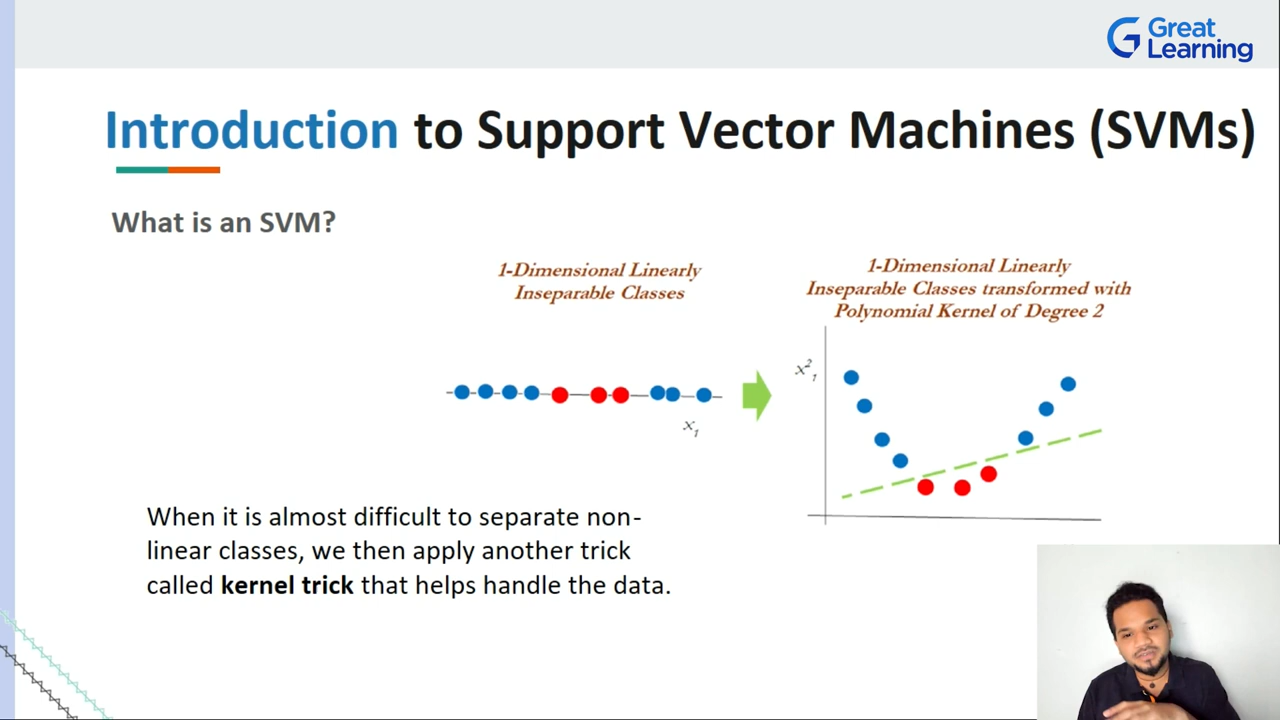 Great
Learning
Introduction to Support Vector Machines (SVMs)
What is an SVM?
1-Dimensional Linearly
Inseparable Classes
1-Dimensional Linearly
Inseparable Classes transformed with
Polynomial Kernel of Degree 2
x²₁
x₁
When it is almost difficult to separate non-
linear classes, we then apply another trick
called kernel trick that helps handle the data.